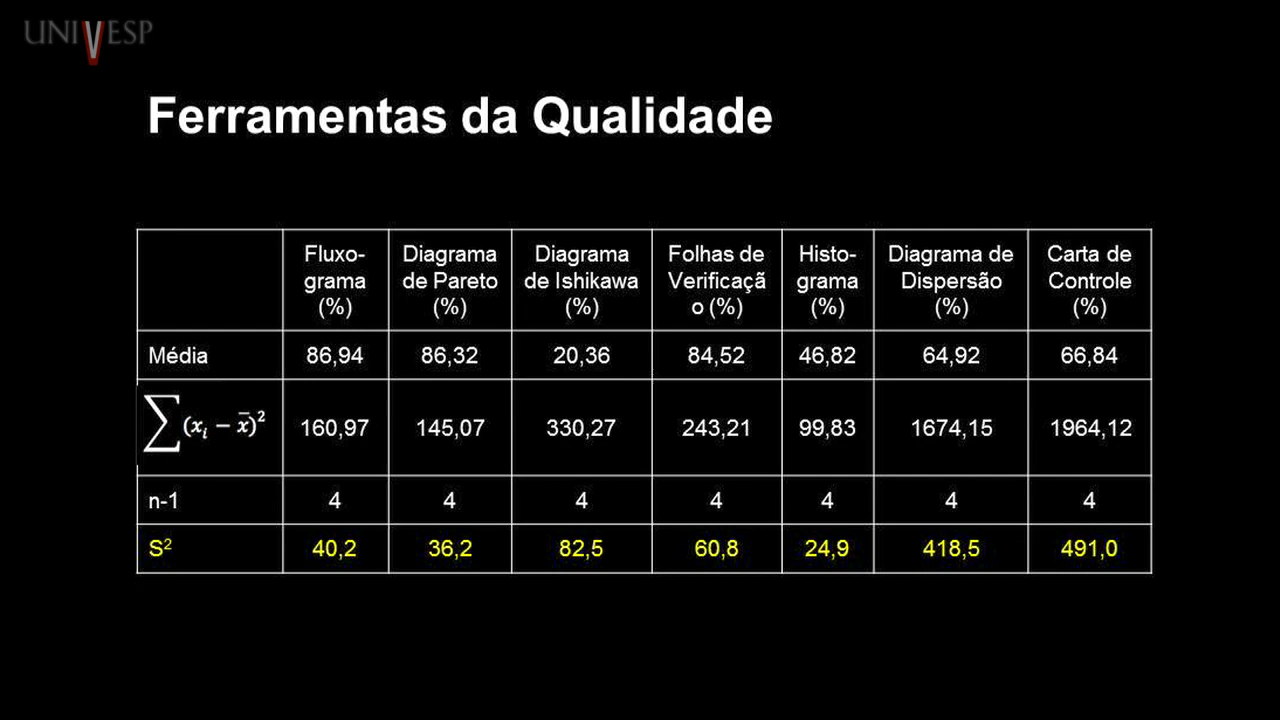 UNIVESP
Ferramentas da Qualidade
Fluxo-
grama
(%)
Diagrama
de Pareto
(%)
Diagrama
de Ishikawa
(%)
Folhas de
Verificaçã
o (%)
Histo-
grama
(%)
Diagrama de
Dispersão
(%)
Carta de
Controle
(%)
Média 86,94 86,32 20,36 84,52 46,82 64,92 66,84
∑(xᵢ − x̄)² 160,97 145,07 330,27 243,21 99,83 1674,15 1964,12
n-1 4 4 4 4 4 4 4
S² 40,2 36,2 82,5 60,8 24,9 418,5 491,0